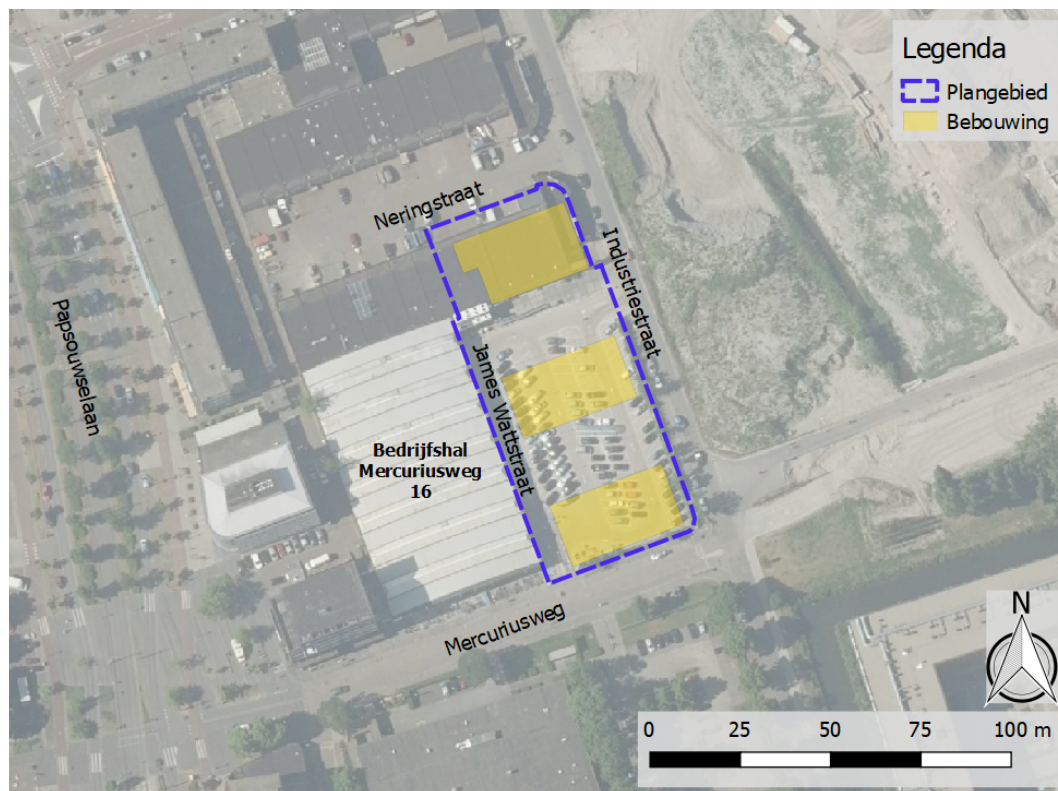 Legenda
Plangebied
Bebouwing
Neringstraat
Industriestraat
Papsouwselaan
James Wattstraat
Bedrijfshal
Mercuriusweg
16
Mercuriusweg
N
0 25 50 75 100 m